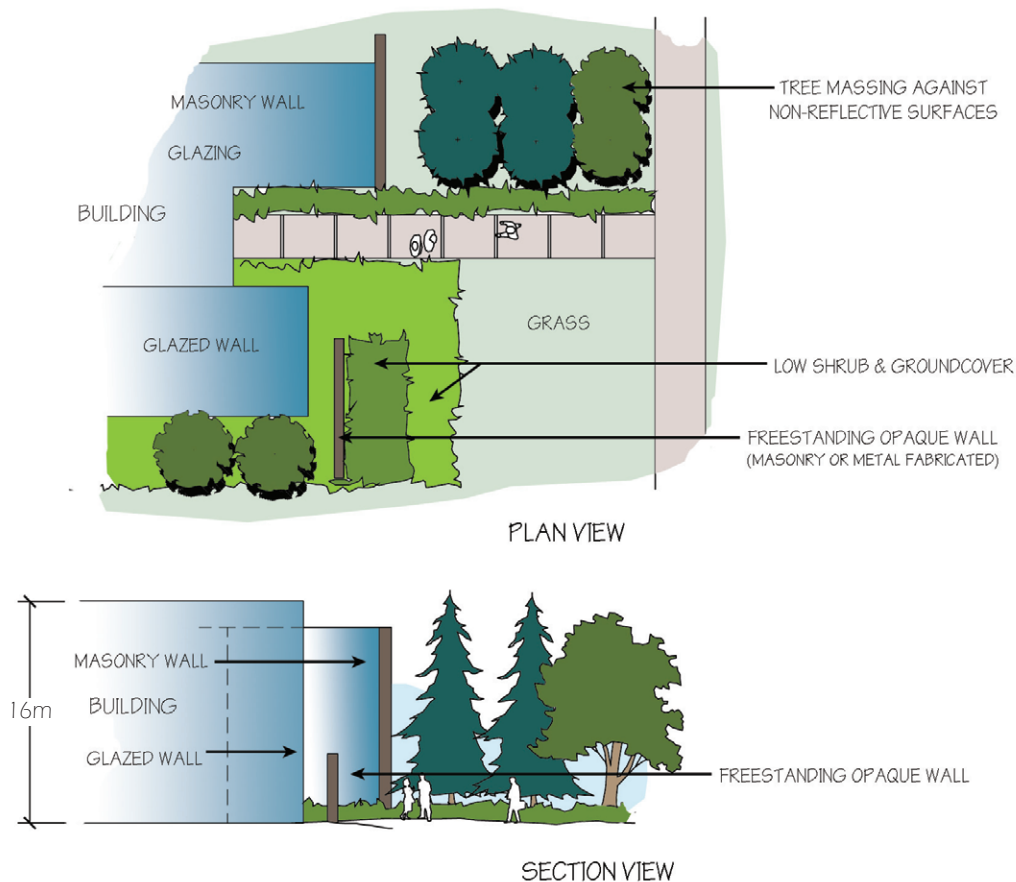 MASONRY WALL
GLAZING
BUILDING
GLAZED WALL
TREE MASSING AGAINST
NON-REFLECTIVE SURFACES
GRASS
LOW SHRUB & GROUNDCOVER
FREESTANDING OPAQUE WALL
(MASONRY OR METAL FABRICATED)
PLAN VIEW
16m
MASONRY WALL
BUILDING
GLAZED WALL
FREESTANDING OPAQUE WALL
SECTION VIEW